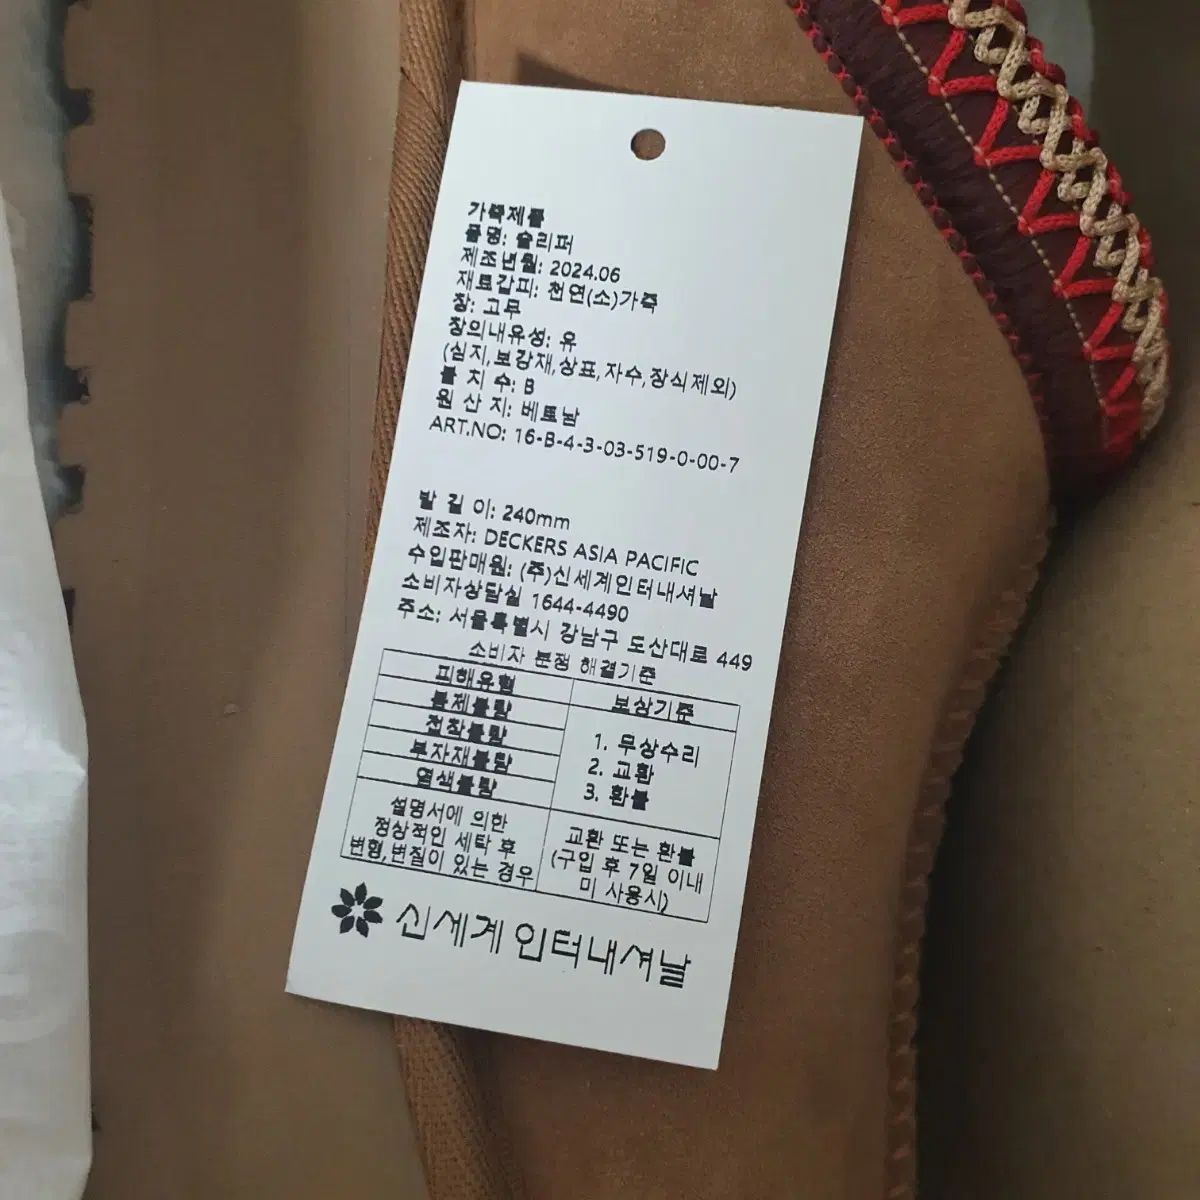 가죽제품
품명: 슬리퍼
제조년월: 2024.06
재료갑피: 천연(소)가죽
창: 고무
창의내유성: 유
(심지,보강재,상표,자수,장식제외)
볼 치 수: B
원 산 지: 베트남
ART.NO: 16-B-4-3-03-519-0-00-7
발 길 이: 240mm
제조자: DECKERS ASIA PACIFIC
수입판매원: (주)신세계인터내셔날
소비자상담실 1644-4490
주소: 서울특별시 강남구 도산대로 449
소비자 분쟁 해결기준
피해유형
보상기준
봉제불량
접착불량
부자재불량
염색불량
1. 무상수리
2. 교환
3. 환불
설명서에 의한
정상적인 세탁 후
변형,변질이 있는 경우
교환 또는 환불
(구입 후 7일 이내
미 사용시)
신세계인터내셔날